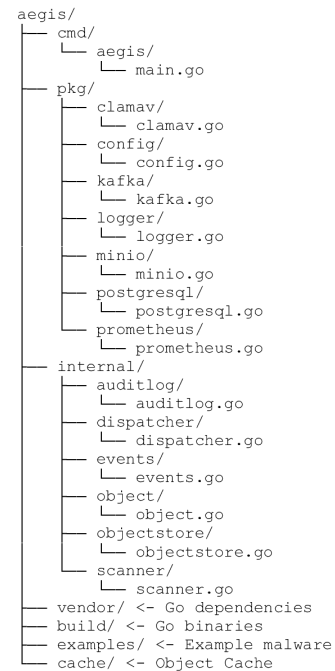 aegis/
├── cmd/
│   └── aegis/
│       └── main.go
├── pkg/
│   ├── clamav/
│   │   └── clamav.go
│   ├── config/
│   │   └── config.go
│   ├── kafka/
│   │   └── kafka.go
│   ├── logger/
│   │   └── logger.go
│   ├── minio/
│   │   └── minio.go
│   ├── postgresql/
│   │   └── postgresql.go
│   └── prometheus/
│       └── prometheus.go
├── internal/
│   ├── auditlog/
│   │   └── auditlog.go
│   ├── dispatcher/
│   │   └── dispatcher.go
│   ├── events/
│   │   └── events.go
│   ├── object/
│   │   └── object.go
│   ├── objectstore/
│   │   └── objectstore.go
│   └── scanner/
│       └── scanner.go
├── vendor/ <- Go dependencies
├── build/ <- Go binaries
├── examples/ <- Example malware
└── cache/ <- Object Cache